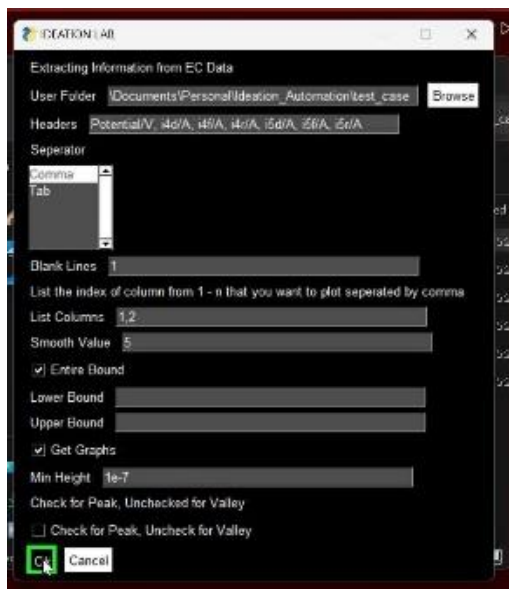 IDEATION LAB
Extracting Information from EC Data
User Folder \Documents\Personal\Ideation_Automation\test_case Browse
Headers Potential/V, i4d/A, i4f/A, i4r/A, i5d/A, i5f/A, i5r/A
Seperator
Comma
Tab
Blank Lines 1
List the index of column from 1 - n that you want to plot seperated by comma
List Columns 1,2
Smooth Value 5
Entire Bound
Lower Bound
Upper Bound
Get Graphs
Min Height 1e-7
Check for Peak, Unchecked for Valley
Check for Peak, Uncheck for Valley
Ok Cancel